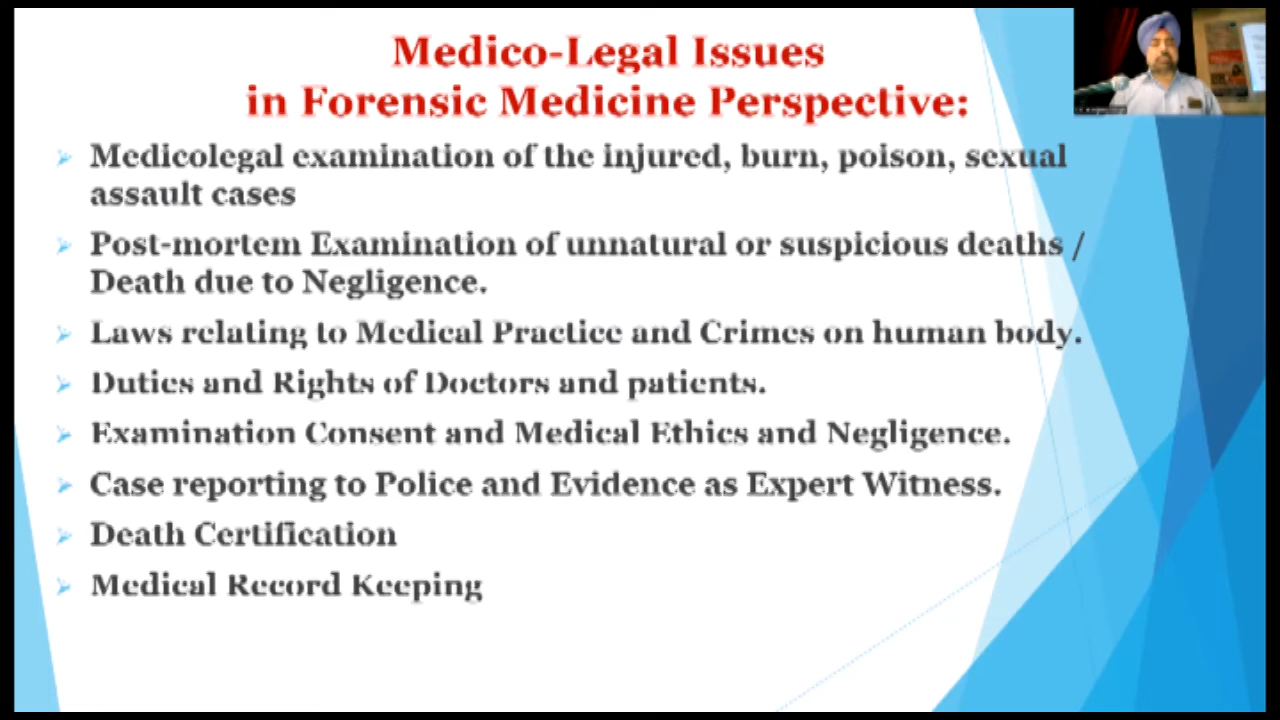 Medico-Legal Issues
in Forensic Medicine Perspective:
Medicolegal examination of the injured, burn, poison, sexual
assault cases
Post-mortem Examination of unnatural or suspicious deaths /
Death due to Negligence.
Laws relating to Medical Practice and Crimes on human body.
Duties and Rights of Doctors and patients.
Examination Consent and Medical Ethics and Negligence.
Case reporting to Police and Evidence as Expert Witness.
Death Certification
Medical Record Keeping